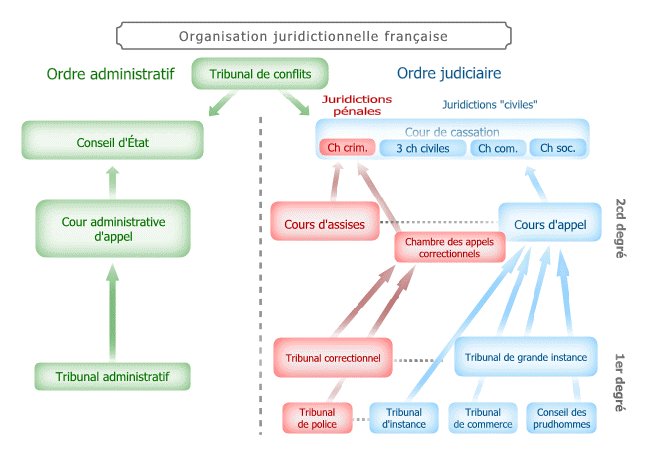 Organisation juridictionnelle française
Ordre administratif
Tribunal de conflits
Ordre judiciaire
Juridictions
pénales
Juridictions "civiles"
Conseil d'État
Cour de cassation
Ch crim.
3 ch civiles
Ch com.
Ch soc.
Cour administrative
d'appel
Cours d'assises
Cours d'appel
Chambre des appels
correctionnels
2cd degré
Tribunal administratif
Tribunal correctionnel
Tribunal de grande instance
1er degré
Tribunal
de police
Tribunal
d'instance
Tribunal
de commerce
Conseil des
prudhommes